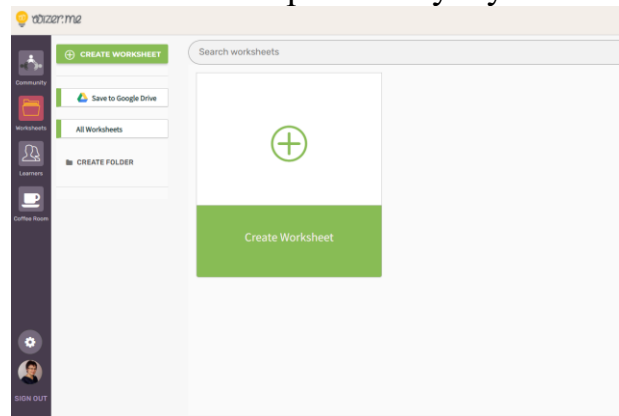 wizer.me
CREATE WORKSHEET
Search worksheets
Community
Save to Google Drive
Worksheets
All Worksheets
CREATE FOLDER
Learners
Coffee Room
Create Worksheet
SIGN OUT